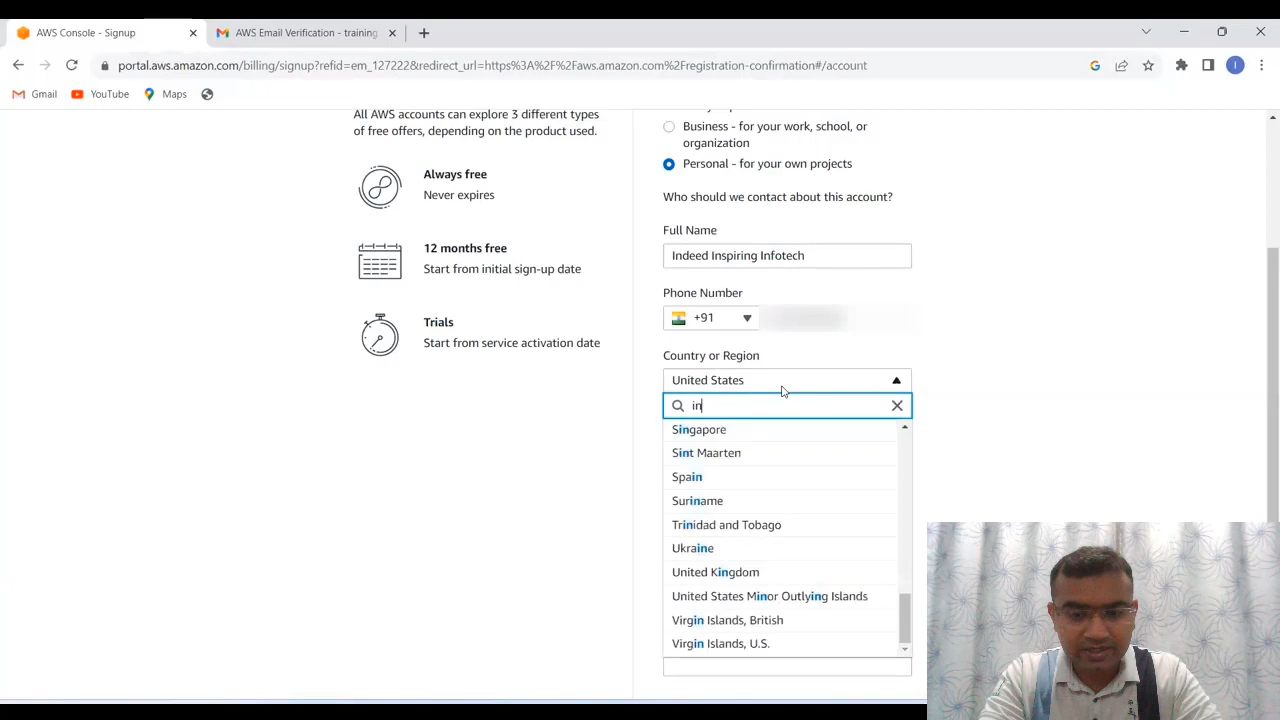 AWS Console - Signup
AWS Email Verification - training
portal.aws.amazon.com/billing/signup?refid=em_127222&redirect_url=https%3A%2F%2Faws.amazon.com%2Fregistration-confirmation#/account
I
Gmail
YouTube
Maps
All AWS accounts can explore 3 different types
of free offers, depending on the product used.
Always free
Never expires
12 months free
Start from initial sign-up date
Trials
Start from service activation date
Business - for your work, school, or
organization
Personal - for your own projects
Who should we contact about this account?
Full Name
Indeed Inspiring Infotech
Phone Number
+91
Country or Region
United States
in
Singapore
Sint Maarten
Spain
Suriname
Trinidad and Tobago
Ukraine
United Kingdom
United States Minor Outlying Islands
Virgin Islands, British
Virgin Islands, U.S.